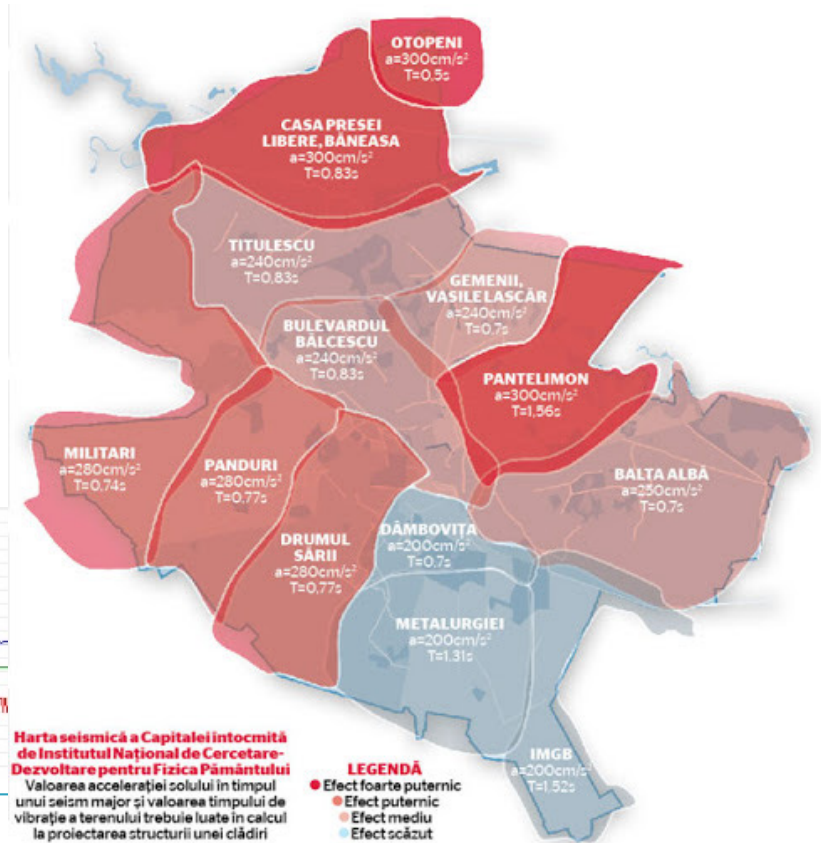 OTOPENI
a=300cm/s²
T=0,5s
CASA PRESEI
LIBERE, BĂNEASA
a=300cm/s²
T=0,83s
TITULESCU
a=240cm/s²
T=0,83s
GEMENII,
VASILE LASCĂR
a=240cm/s²
T=0,7s
BULEVARDUL
BĂLCESCU
a=240cm/s²
T=0,83s
PANTELIMON
a=300cm/s²
T=1,56s
MILITARI
a=280cm/s²
T=0,74s
PANDURI
a=280cm/s²
T=0,77s
BALTA ALBĂ
a=250cm/s²
T=0,7s
DRUMUL
SĂRII
a=280cm/s²
T=0,77s
DÂMBOVIȚA
a=200cm/s²
T=0,7s
METALURGIEI
a=200cm/s²
T=1,31s
IMGB
a=200cm/s²
T=1,52s
Harta seismică a Capitalei întocmită
de Institutul Național de Cercetare-
Dezvoltare pentru Fizica Pământului
Valoarea accelerației solului în timpul
unui seism major și valoarea timpului de
vibrație a terenului trebuie luate în calcul
la proiectarea structurii unei clădiri
LEGENDĂ
Efect foarte puternic
Efect puternic
Efect mediu
Efect scăzut